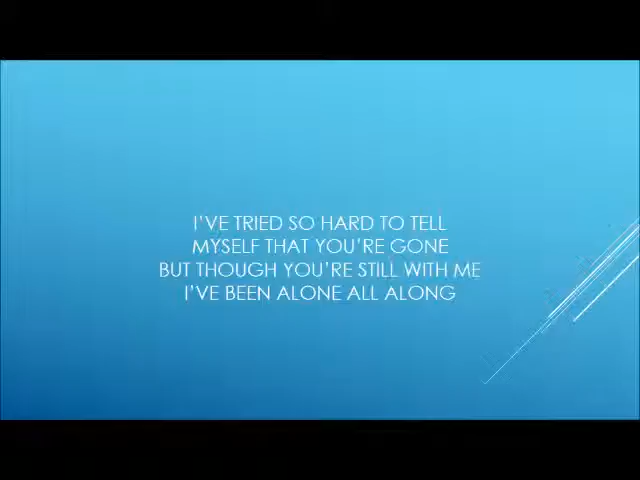 I'VE TRIED SO HARD TO TELL
MYSELF THAT YOU'RE GONE
BUT THOUGH YOU'RE STILL WITH ME
I'VE BEEN ALONE ALL ALONG